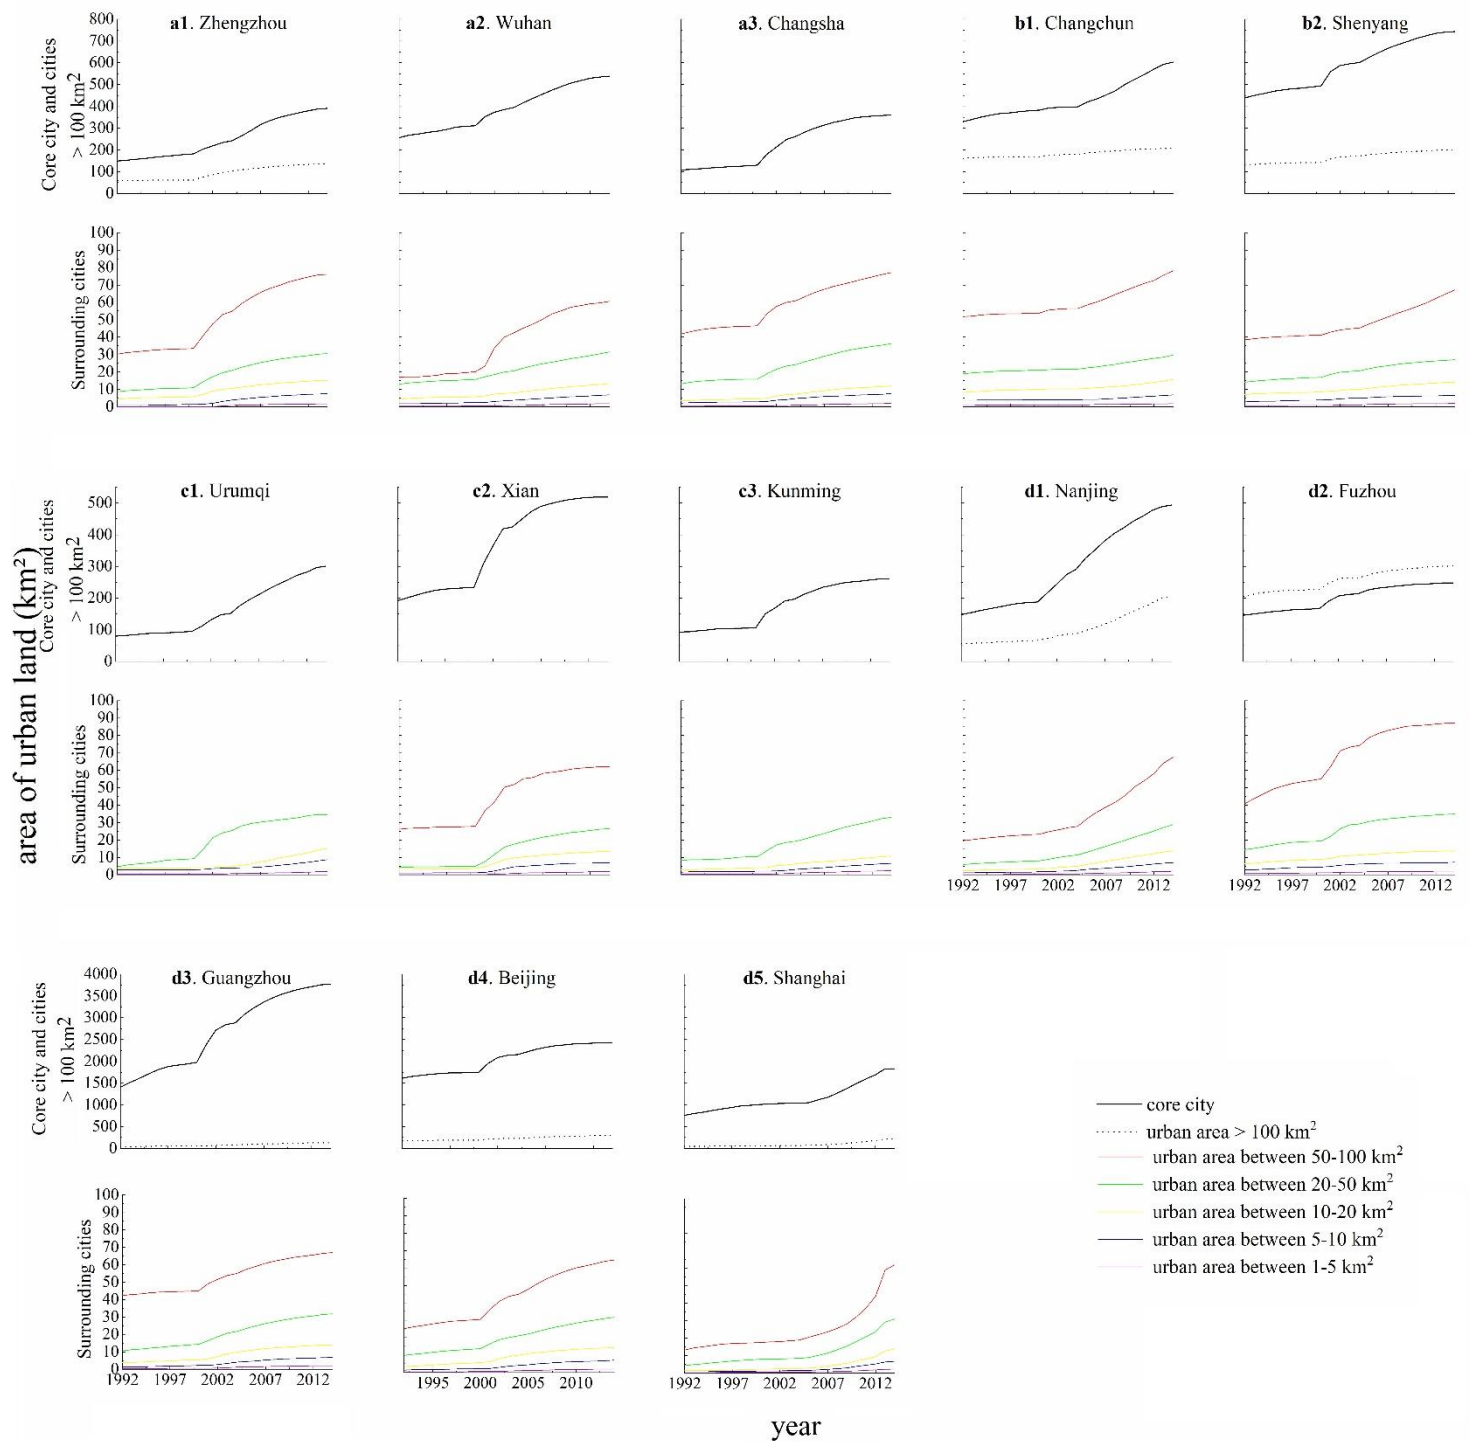 a1. Zhengzhou
a2. Wuhan
a3. Changsha
b1. Changchun
b2. Shenyang
Core city and cities
> 100 km²
800
700
600
500
400
300
200
100
0
Surrounding cities
100
90
80
70
60
50
40
30
20
10
0
area of urban land (km²)
c1. Urumqi
c2. Xian
c3. Kunming
d1. Nanjing
d2. Fuzhou
Core city and cities
> 100 km²
500
400
300
200
100
0
Surrounding cities
100
90
80
70
60
50
40
30
20
10
0
1992 1997 2002 2007 2012
1992 1997 2002 2007 2012
d3. Guangzhou
d4. Beijing
d5. Shanghai
Core city and cities
> 100 km²
4000
3500
3000
2500
2000
1500
1000
500
0
Surrounding cities
100
90
80
70
60
50
40
30
20
10
0
1992 1997 2002 2007 2012
1995 2000 2005 2010
1992 1997 2002 2007 2012
year
core city
urban area > 100 km²
urban area between 50-100 km²
urban area between 20-50 km²
urban area between 10-20 km²
urban area between 5-10 km²
urban area between 1-5 km²